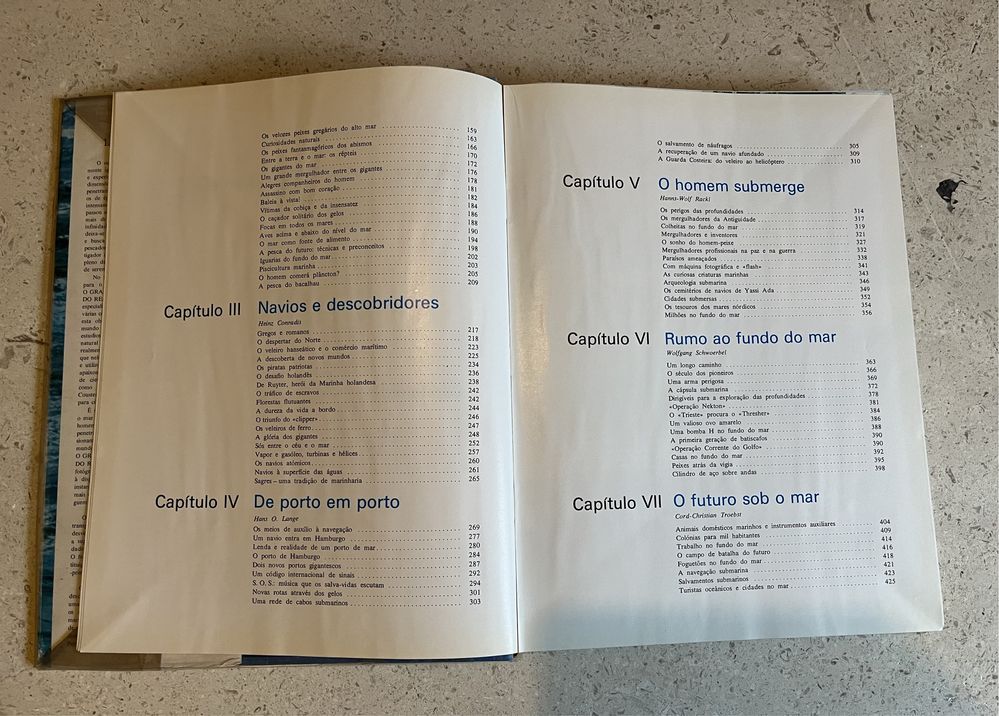 Os velozes peixes gregários do alto mar 159
Curiosidades naturais 163
Os peixes fantasmagóricos dos abismos 166
Entre a terra e o mar: os répteis 170
Os gigantes do mar 172
Um grande mergulhador entre os gigantes 176
Alegres companheiros do homem 178
Assassino com bom coração 181
Baleia à vista! 182
Vítimas da cobiça e da insensatez 184
O caçador solitário dos gelos 186
Focas em todos os mares 188
Aves acima e abaixo do nível do mar 190
O mar como fonte de alimento 194
A pesca do futuro: técnicas e preconceitos 198
Iguarias do fundo do mar 202
Piscicultura marinha 203
O homem comerá plâncton? 205
A pesca do bacalhau 209
Capítulo III Navios e descobridores
Heinz Conradis
Gregos e romanos 217
O despertar do Norte 218
O veleiro hanseático e o comércio marítimo 223
A descoberta de novos mundos 225
Os piratas patriotas 234
O desafio holandês 236
De Ruyter, herói da Marinha holandesa 238
O tráfico de escravos 242
Florestas flutuantes 242
A dureza da vida a bordo 244
O triunfo do «clipper» 246
Os veleiros de ferro 247
A glória dos gigantes 248
Sós entre o céu e o mar 252
Vapor e gasóleo, turbinas e hélices 257
Os navios atómicos 260
Navios à superfície das águas 261
Sagres – uma tradição de marinharia 265
Capítulo IV De porto em porto
Hans O. Lange
Os meios de auxílio à navegação 269
Um navio entra em Hamburgo 277
Lenda e realidade de um porto de mar 280
O porto de Hamburgo 284
Dois novos portos gigantescos 287
Um código internacional de sinais 292
S. O. S.: música que os salva-vidas escutam 294
Novas rotas através dos gelos 301
Uma rede de cabos submarinos 303
O salvamento de náufragos 305
A recuperação de um navio afundado 309
A Guarda Costeira: do veleiro ao helicóptero 310
Capítulo V O homem submerge
Hanns-Wolf Rackl
Os perigos das profundidades 314
Os mergulhadores da Antiguidade 317
Colheitas no fundo do mar 319
Mergulhadores e inventores 321
O sonho do homem-peixe 327
Mergulhadores profissionais na paz e na guerra 332
Paraísos ameaçados 338
Com máquina fotográfica e «flash» 341
As curiosas criaturas marinhas 343
Arqueologia submarina 346
Os cemitérios de navios de Yassi Ada 349
Cidades submersas 352
Os tesouros dos mares nórdicos 354
Milhões no fundo do mar 356
Capítulo VI Rumo ao fundo do mar
Wolfgang Schwoerbel
Um longo caminho 363
O século dos pioneiros 366
Uma arma perigosa 369
A cápsula submarina 372
Dirigíveis para a exploração das profundidades 378
«Operação Nekton» 381
O «Trieste» procura o «Thresher» 384
Um valioso ovo amarelo 386
Uma bomba H no fundo do mar 388
A primeira geração de batiscafos 390
«Operação Corrente do Golfo» 390
Casas no fundo do mar 392
Peixes atrás da vigia 395
Cilindro de aço sobre andas 398
Capítulo VII O futuro sob o mar
Cord-Christian Troebst
Animais domésticos marinhos e instrumentos auxiliares 404
Colónias para mil habitantes 409
Trabalho no fundo do mar 414
O campo de batalha do futuro 416
Foguetões no fundo do mar 418
A navegação submarina 421
Salvamentos submarinos 423
Turistas oceânicos e cidades no mar 425